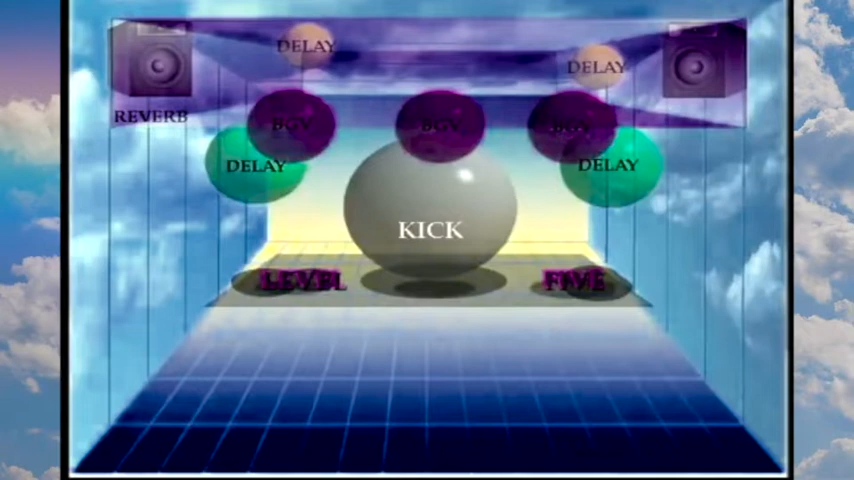 DELAY
DELAY
REVERB
BGV
BGV
BGV
DELAY
DELAY
KICK
LEVEL FIVE